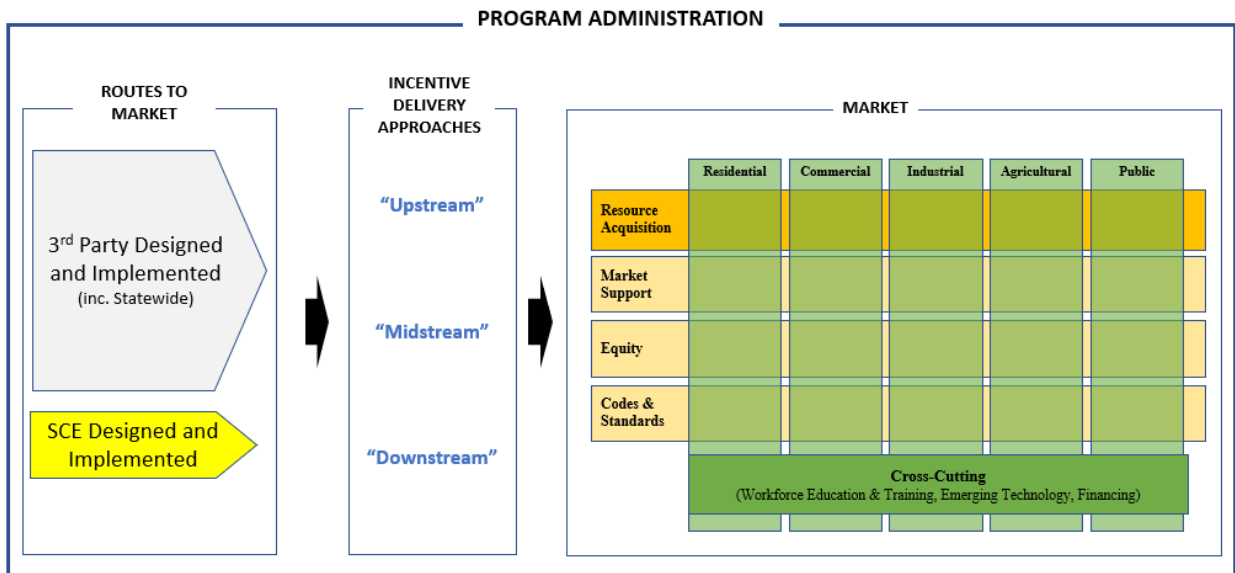 PROGRAM ADMINISTRATION
ROUTES TO
MARKET
3rd Party Designed
and Implemented
(inc. Statewide)
SCE Designed and
Implemented
INCENTIVE
DELIVERY
APPROACHES
“Upstream”
“Midstream”
“Downstream”
MARKET
Residential
Commercial
Industrial
Agricultural
Public
Resource
Acquisition
Market
Support
Equity
Codes &
Standards
Cross-Cutting
(Workforce Education & Training, Emerging Technology, Financing)